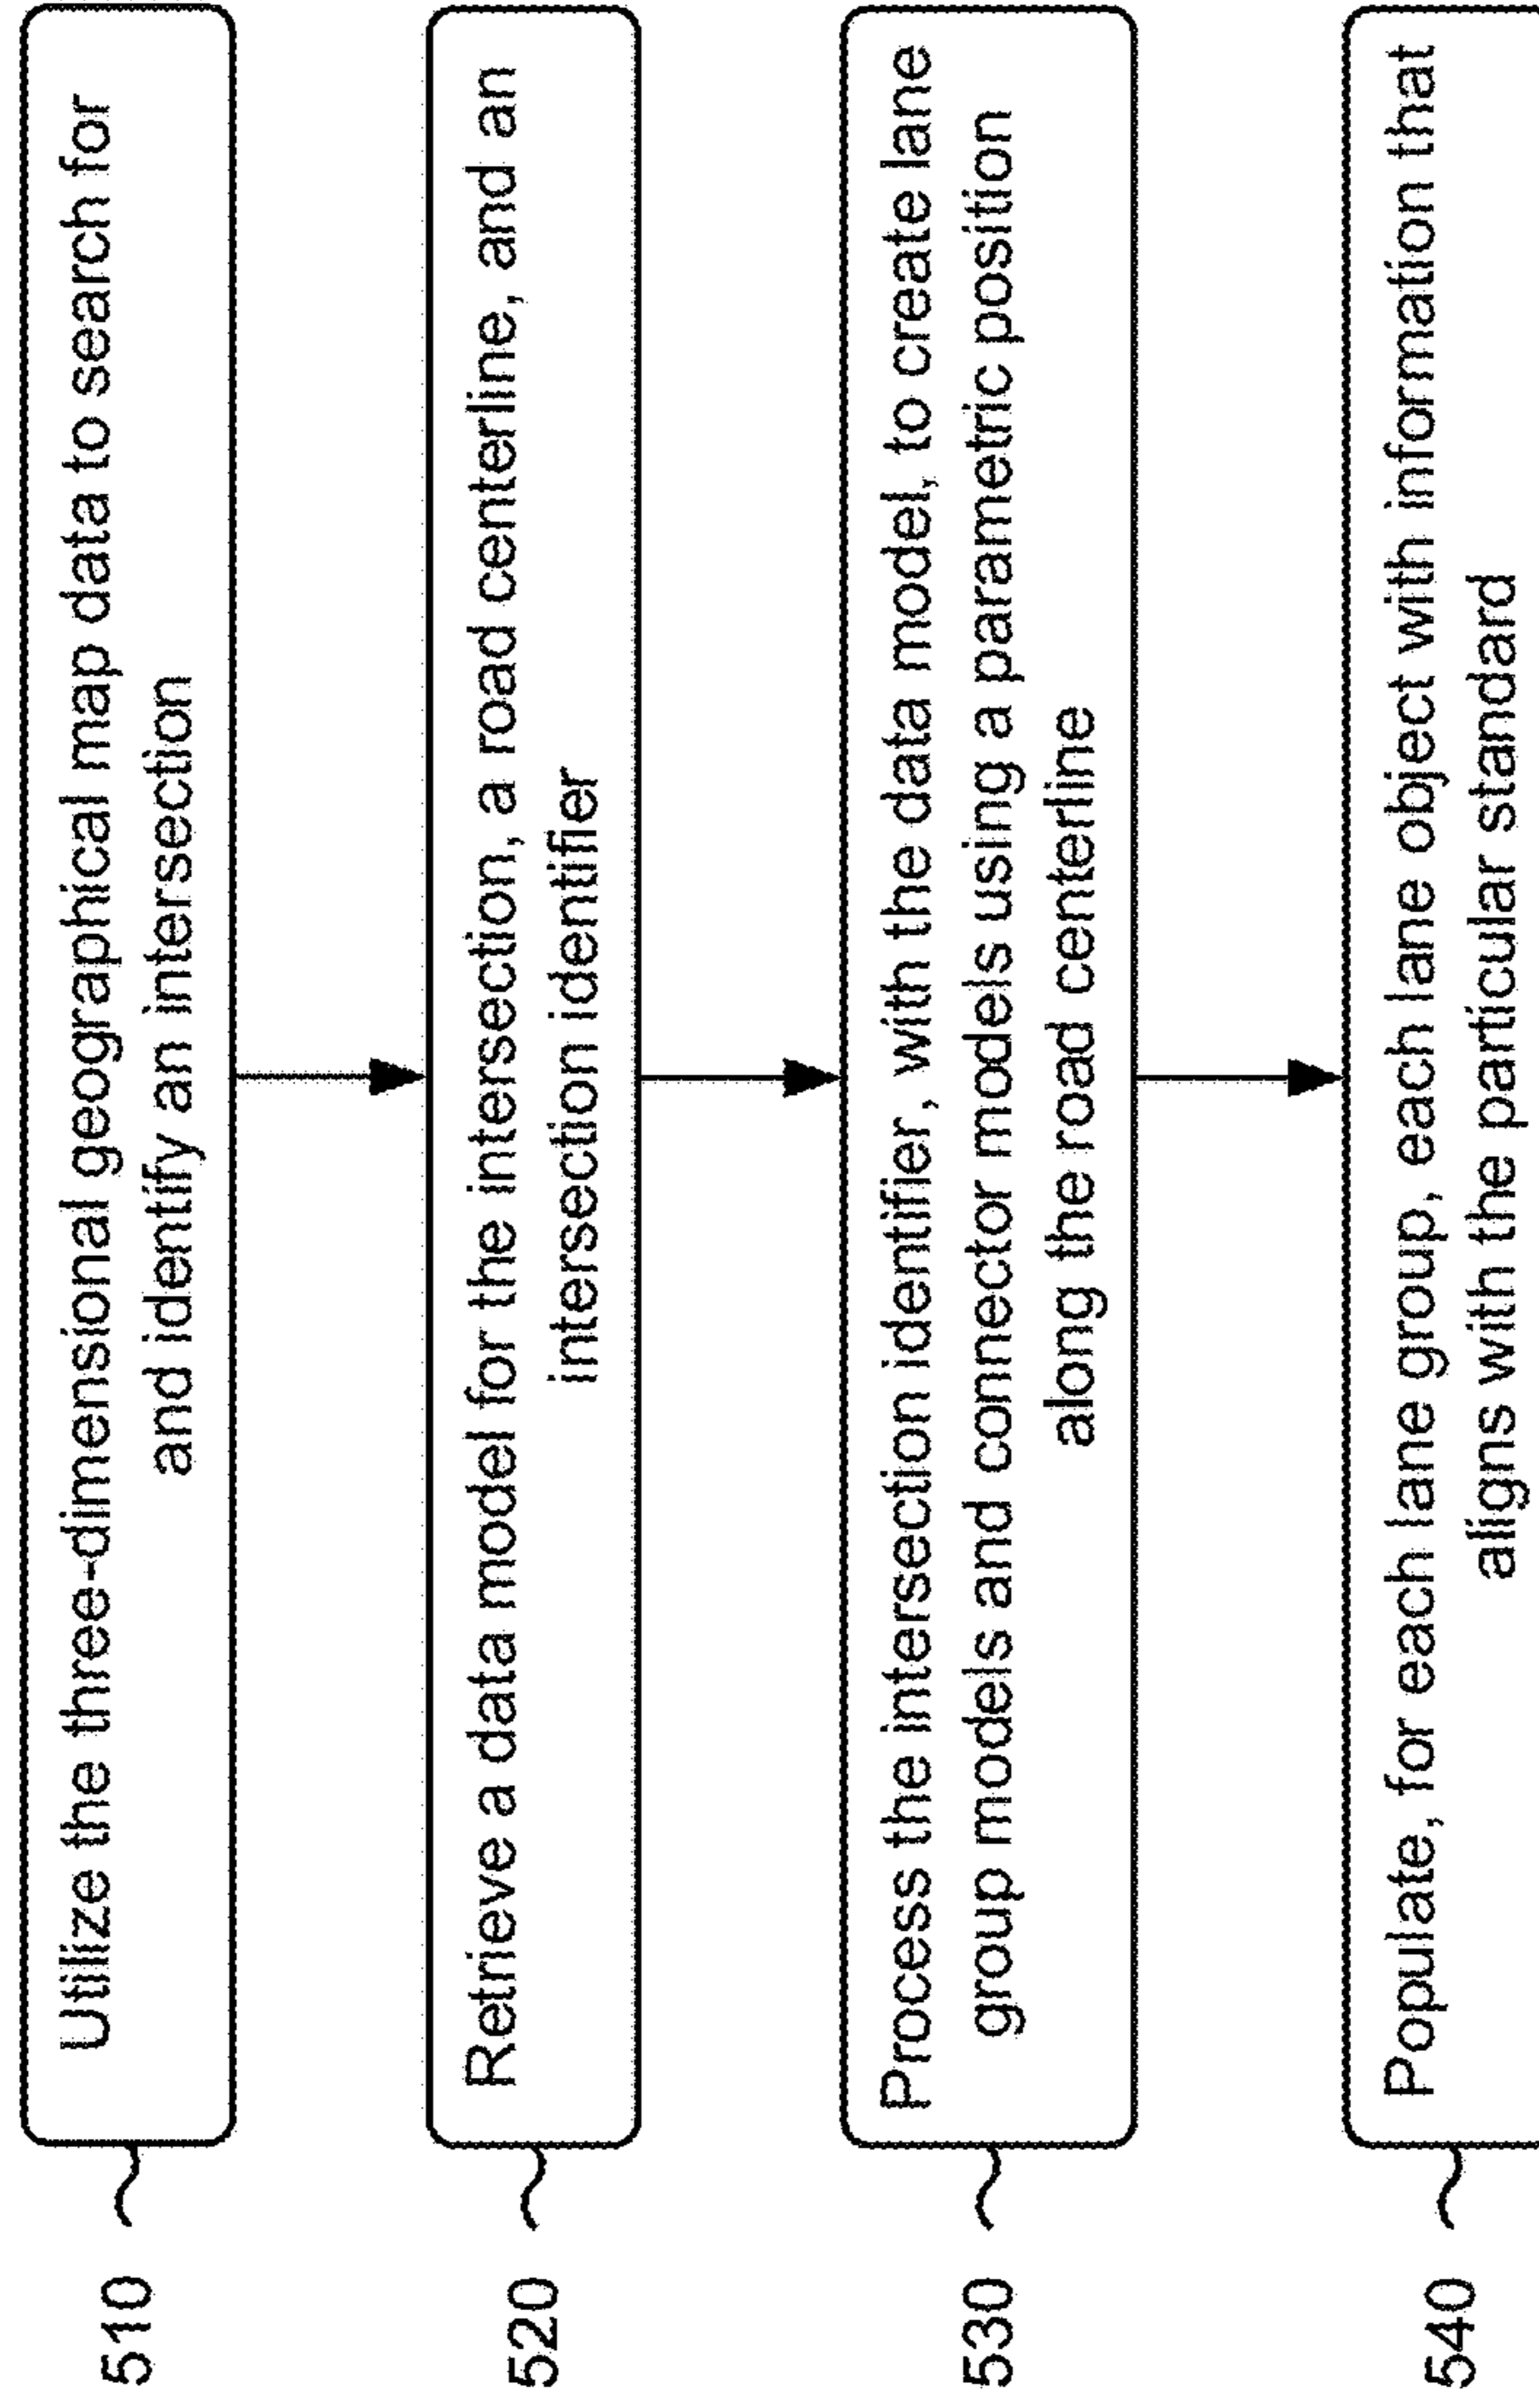 510
Utilize the three-dimensional geographical map data to search for
and identify an intersection
520
Retrieve a data model for the intersection, a road centerline, and an
intersection identifier
530
Process the intersection identifier, with the data model, to create lane
group models and connector models using a parametric position
along the road centerline
540
Populate, for each lane group, each lane object with information that
aligns with the particular standard